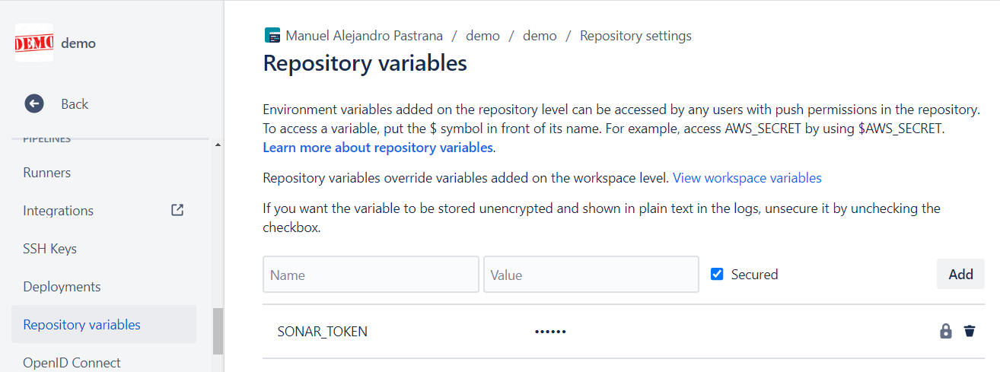 DEMO
demo
Back
PIPELINES
Runners
Integrations
SSH Keys
Deployments
Repository variables
OpenID Connect
Manuel Alejandro Pastrana / demo / demo / Repository settings
Repository variables
Environment variables added on the repository level can be accessed by any users with push permissions in the repository.
To access a variable, put the $ symbol in front of its name. For example, access AWS_SECRET by using $AWS_SECRET.
Learn more about repository variables.
Repository variables override variables added on the workspace level. View workspace variables
If you want the variable to be stored unencrypted and shown in plain text in the logs, unsecure it by unchecking the
checkbox.
Name Value Secured Add
SONAR_TOKEN ••••••